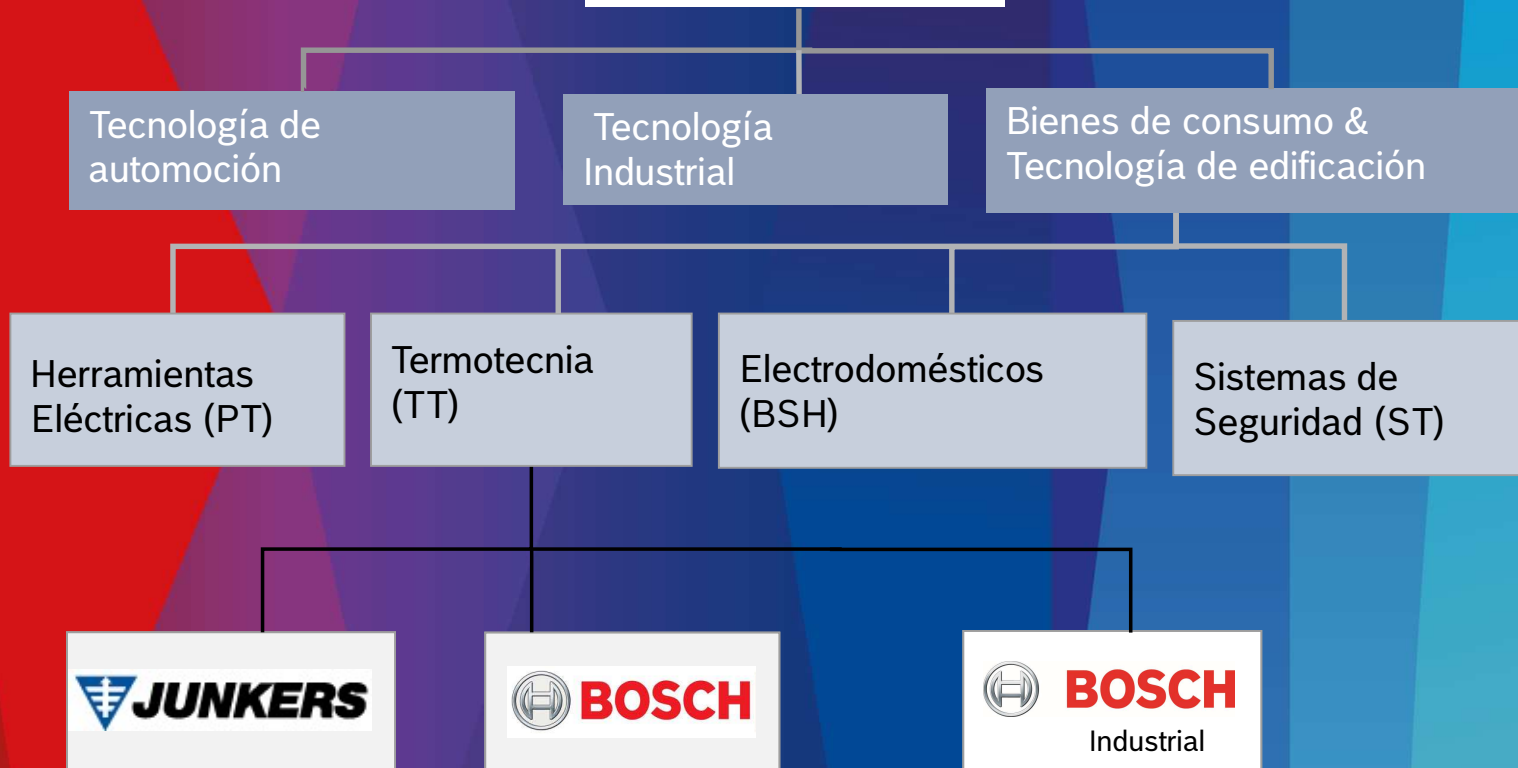 Tecnología de
automoción
Tecnología
Industrial
Bienes de consumo &
Tecnología de edificación
Herramientas
Eléctricas (PT)
Termotecnia
(TT)
Electrodomésticos
(BSH)
Sistemas de
Seguridad (ST)
JUNKERS
BOSCH
BOSCH
Industrial